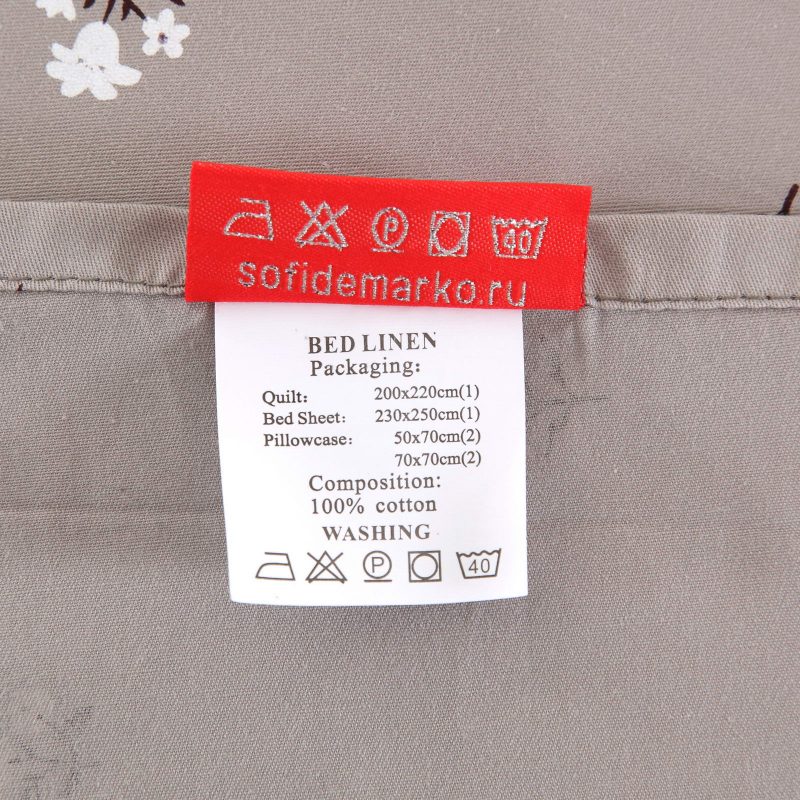 P 40
sofidemarko.ru
BED LINEN
Packaging:
Quilt: 200x220cm(1)
Bed Sheet: 230x250cm(1)
Pillowcase: 50x70cm(2)
70x70cm(2)
Composition:
100% cotton
WASHING
P 40